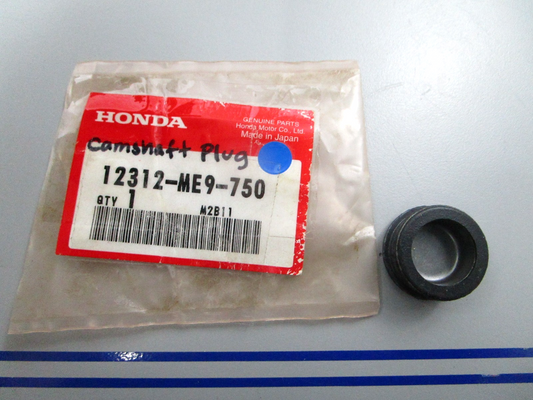 HONDA
GENUINE PARTS
Honda Motor Co., Ltd.
Made in Japan
Camshaft Plug
12312-ME9-750
QTY 1
M2B11